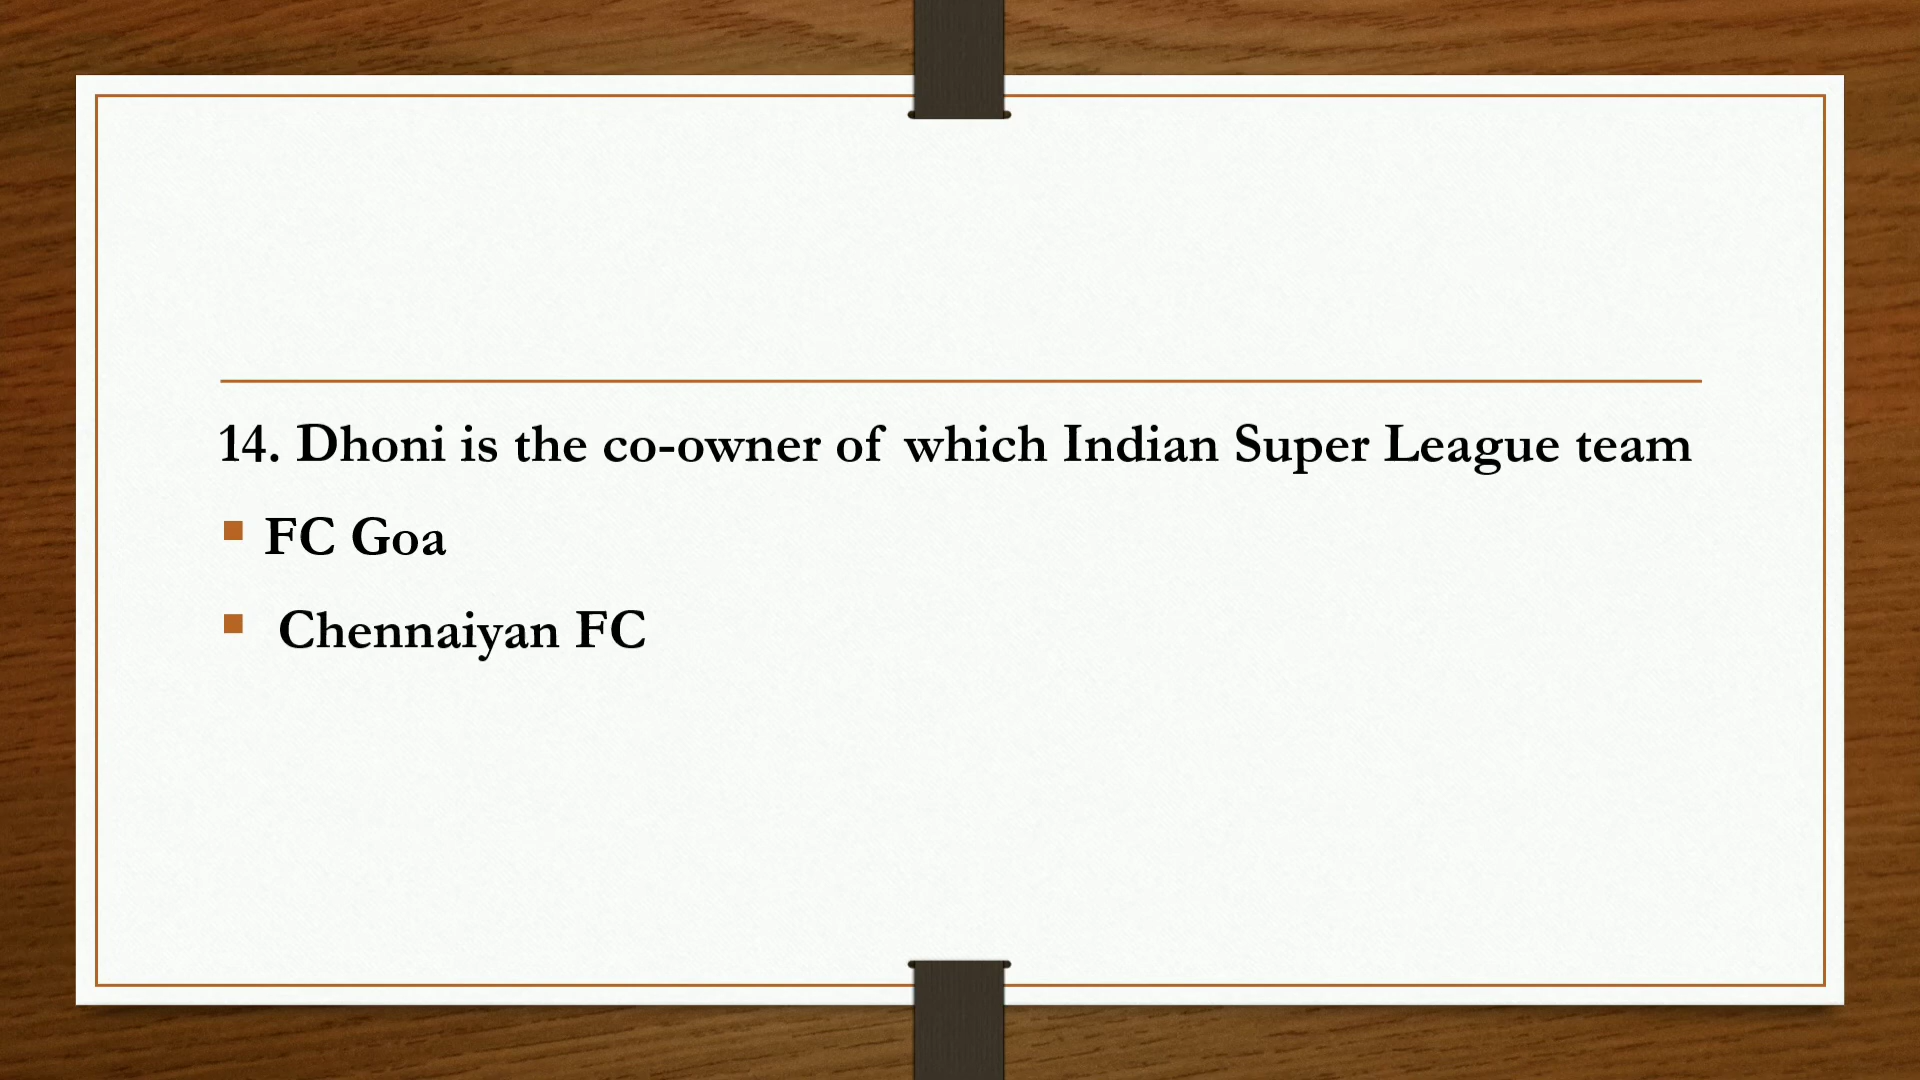 14. Dhoni is the co-owner of which Indian Super League team
▪ FC Goa
▪ Chennaiyan FC